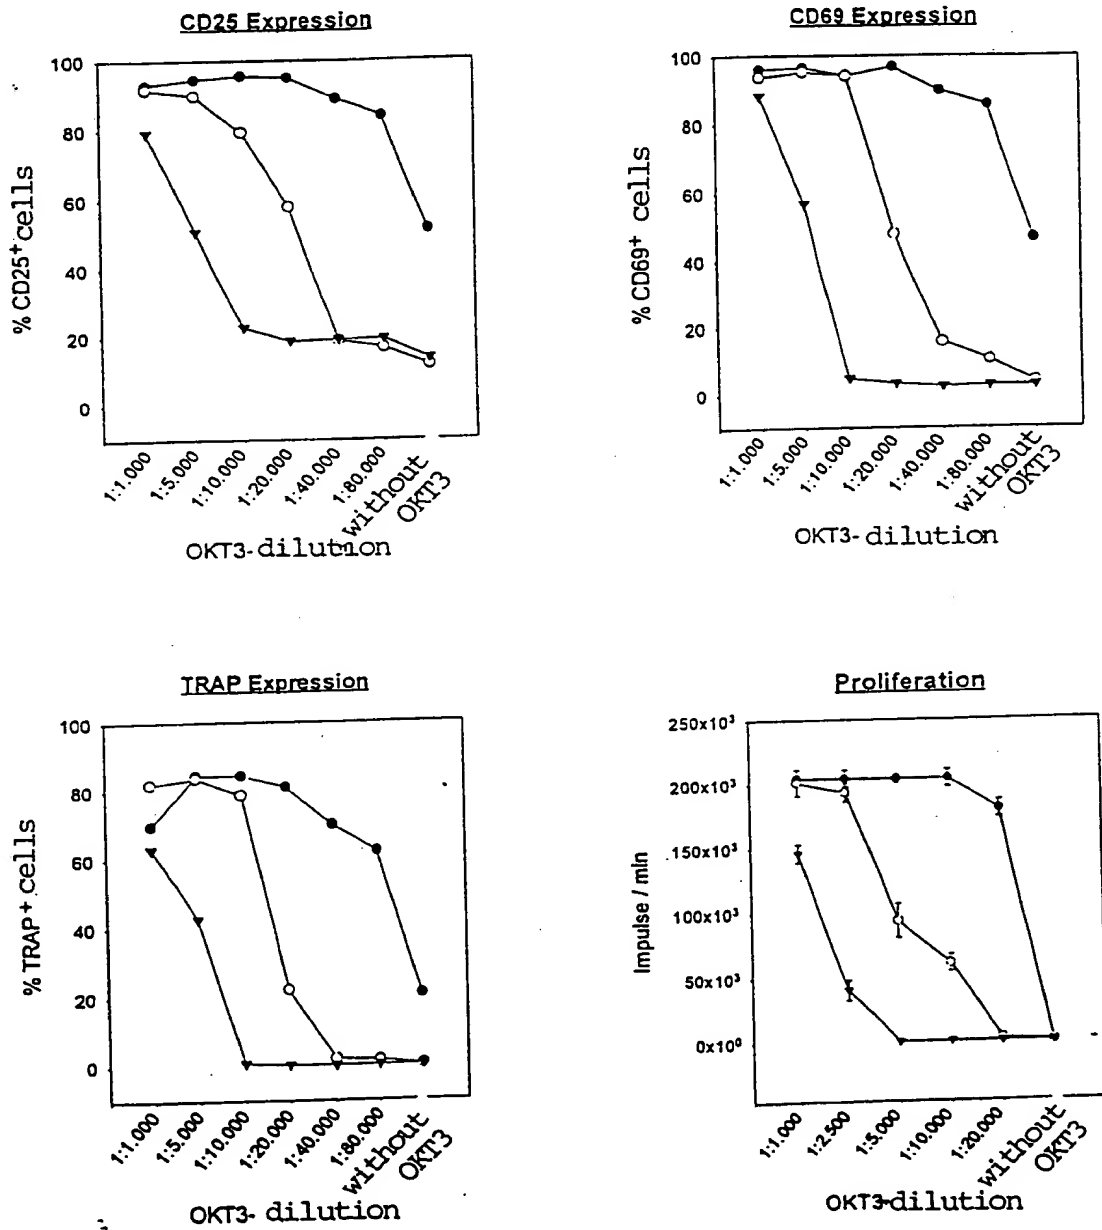 CD25 Expression
% CD25⁺ cells
100
80
60
40
20
0
1:1.000
1:5.000
1:10.000
1:20.000
1:40.000
1:80.000
without
OKT3
OKT3- dilution
CD69 Expression
% CD69⁺ cells
100
80
60
40
20
0
1:1.000
1:5.000
1:10.000
1:20.000
1:40.000
1:80.000
without
OKT3
OKT3- dilution
TRAP Expression
% TRAP+ cells
100
80
60
40
20
0
1:1.000
1:5.000
1:10.000
1:20.000
1:40.000
1:80.000
without
OKT3
OKT3- dilution
Proliferation
Impulse / min
250x10³
200x10³
150x10³
100x10³
50x10³
0x10⁰
1:1.000
1:2.500
1:5.000
1:10.000
1:20.000
without
OKT3
OKT3-dilution